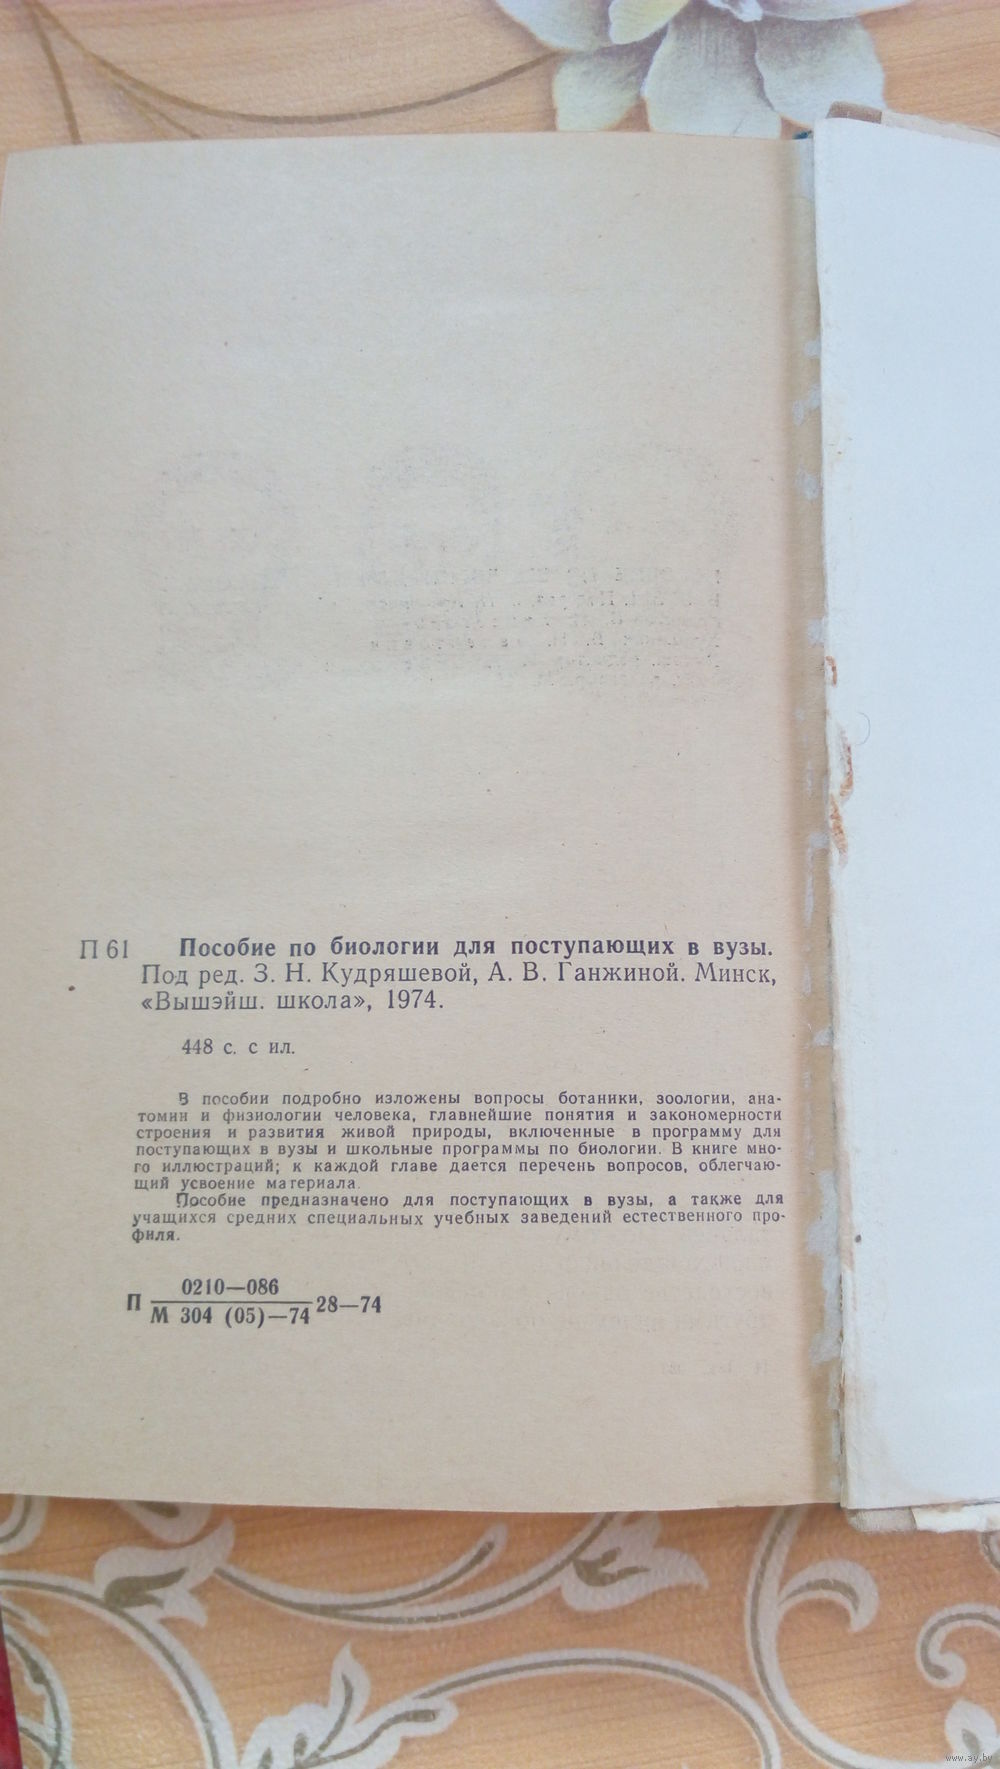 П 61 Пособие по биологии для поступающих в вузы.
Под ред. З. Н. Кудряшевой, А. В. Ганжиной. Минск,
«Вышэйш. школа», 1974.
448 с. с ил.
В пособии подробно изложены вопросы ботаники, зоологии, ана-
томии и физиологии человека, главнейшие понятия и закономерности
строения и развития живой природы, включенные в программу для
поступающих в вузы и школьные программы по биологии. В книге мно-
го иллюстраций; к каждой главе дается перечень вопросов, облегчаю-
щий усвоение материала.
Пособие предназначено для поступающих в вузы, а также для
учащихся средних специальных учебных заведений естественного про-
филя.
0210—086
П 28—74
М 304 (05)—74
www.ay.by